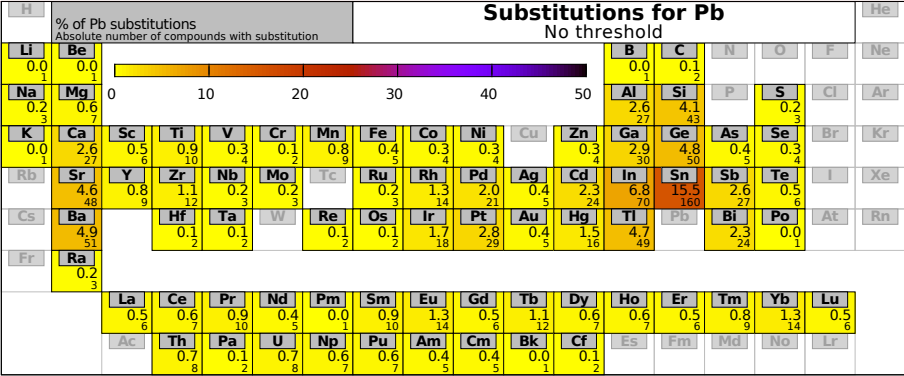 H
% of Pb substitutions
Absolute number of compounds with substitution
Substitutions for Pb
No threshold
He
Li Be B C N O F Ne
0.0 0.0 0.0 0.1
1 1 1 2
0 10 20 30 40 50
Na Mg Al Si P S Cl Ar
0.2 0.6 2.6 4.1 0.2
3 7 27 43 3
K Ca Sc Ti V Cr Mn Fe Co Ni Cu Zn Ga Ge As Se Br Kr
0.0 2.6 0.5 0.9 0.3 0.1 0.8 0.4 0.3 0.3 0.3 2.9 4.8 0.4 0.3
1 27 6 10 4 2 9 5 4 4 4 30 50 5 4
Rb Sr Y Zr Nb Mo Tc Ru Rh Pd Ag Cd In Sn Sb Te I Xe
4.6 0.8 1.1 0.2 0.2 0.2 1.3 2.0 0.4 2.3 6.8 15.5 2.6 0.5
48 9 12 3 3 3 14 21 5 24 70 160 27 6
Cs Ba Hf Ta W Re Os Ir Pt Au Hg Tl Pb Bi Po At Rn
4.9 0.1 0.1 0.1 0.1 1.7 2.8 0.4 1.5 4.7 2.3 0.0
51 2 2 2 2 18 29 5 16 49 24 1
Fr Ra
0.2
3
La Ce Pr Nd Pm Sm Eu Gd Tb Dy Ho Er Tm Yb Lu
0.5 0.6 0.9 0.4 0.0 0.9 1.3 0.5 1.1 0.6 0.6 0.5 0.8 1.3 0.5
6 7 10 5 1 10 14 6 12 7 7 6 9 14 6
Ac Th Pa U Np Pu Am Cm Bk Cf Es Fm Md No Lr
0.7 0.1 0.7 0.6 0.6 0.4 0.4 0.0 0.1
8 2 8 7 7 5 5 1 2